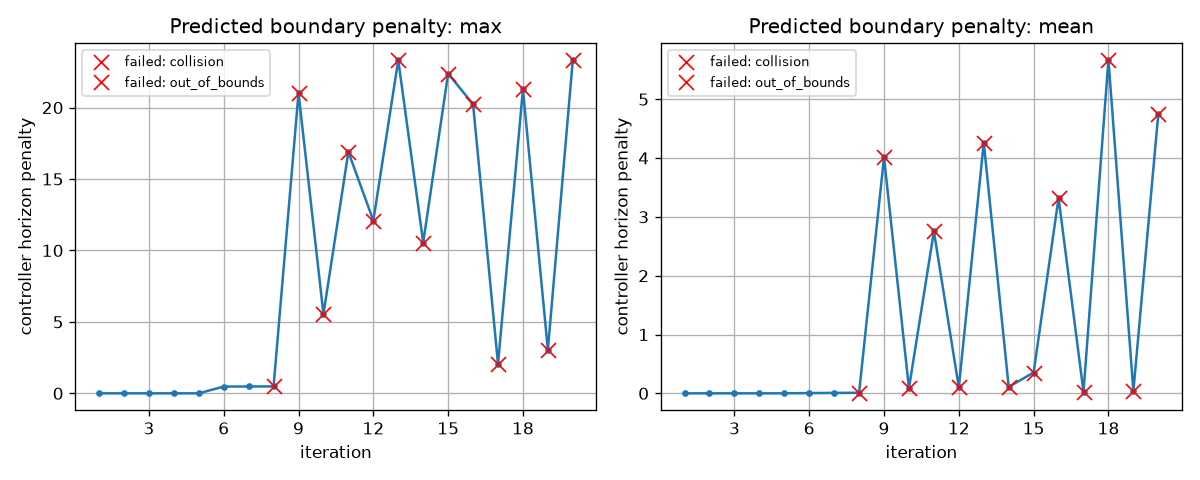 Predicted boundary penalty: max
failed: collision
failed: out_of_bounds
controller horizon penalty
20
15
10
5
0
3 6 9 12 15 18
iteration
Predicted boundary penalty: mean
failed: collision
failed: out_of_bounds
controller horizon penalty
5
4
3
2
1
0
3 6 9 12 15 18
iteration